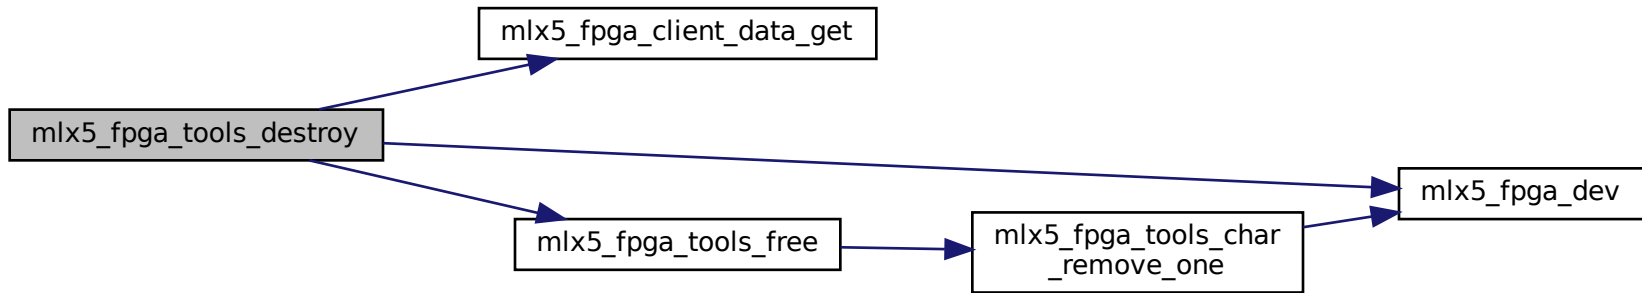 mlx5_fpga_client_data_get
mlx5_fpga_tools_destroy
mlx5_fpga_dev
mlx5_fpga_tools_free
mlx5_fpga_tools_char
_remove_one